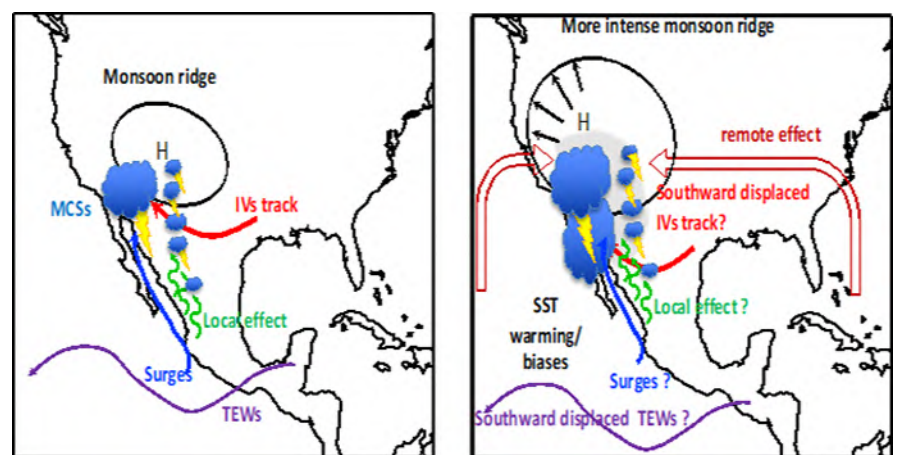 Monsoon ridge
H
MCSs
IVs track
Local effect
Surges
TEWs
More intense monsoon ridge
H
remote effect
Southward displaced
IVs track?
Local effect ?
SST
warming/
biases
Surges ?
Southward displaced TEWs ?